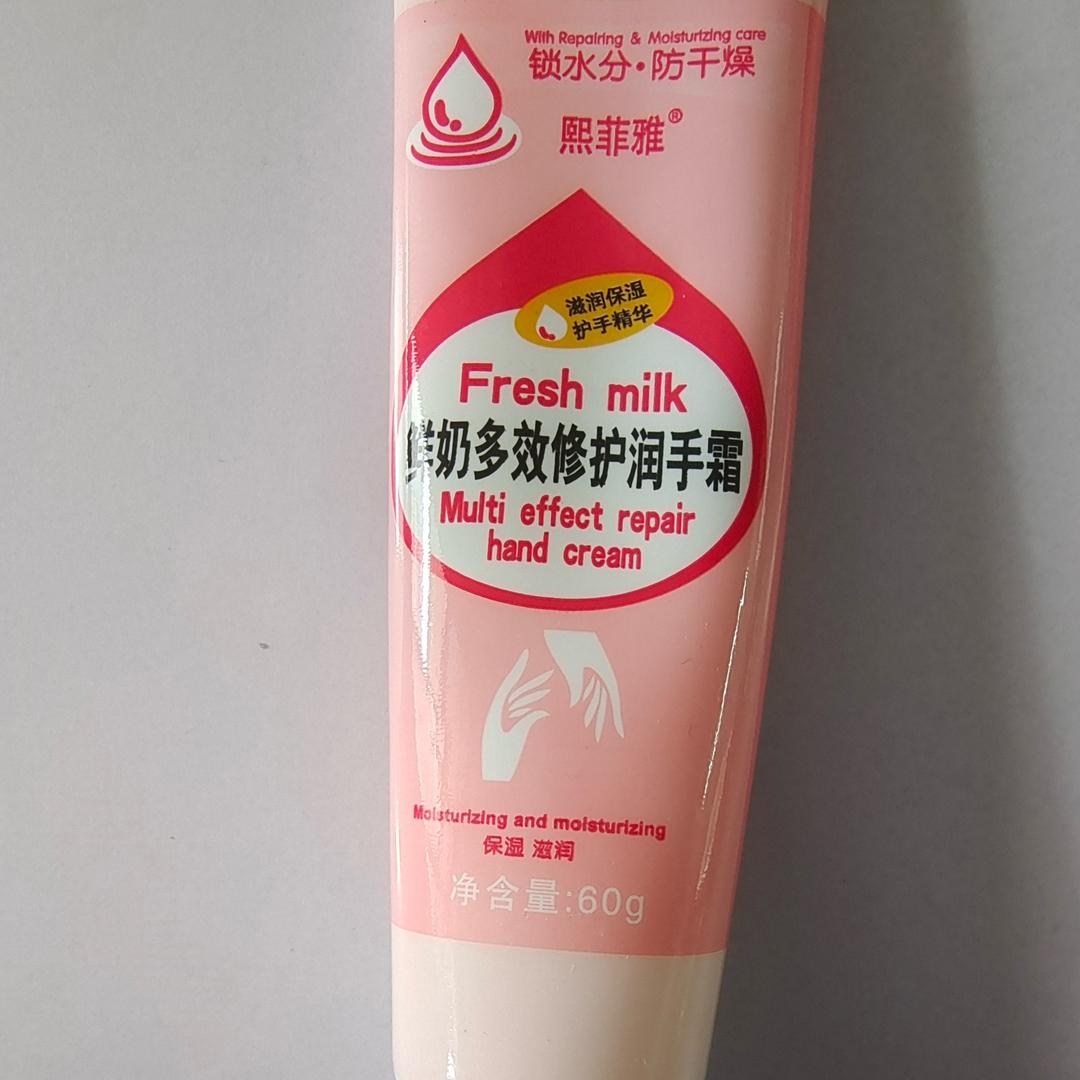 With Repairing & Moisturizing care
锁水分·防干燥
熙菲雅®
滋润保湿
护手精华
Fresh milk
鲜奶多效修护润手霜
Multi effect repair
hand cream
Moisturizing and moisturizing
保湿 滋润
净含量:60g